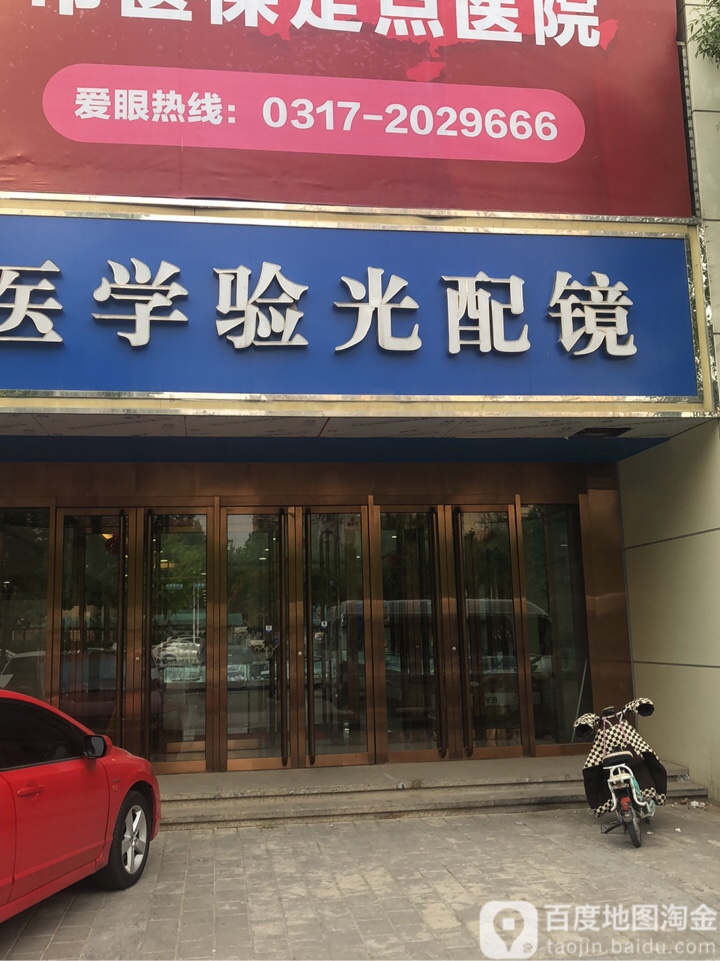 市医保定点医院
爱眼热线：0317-2029666
医学验光配镜
百度地图淘金
taojin.baidu.com